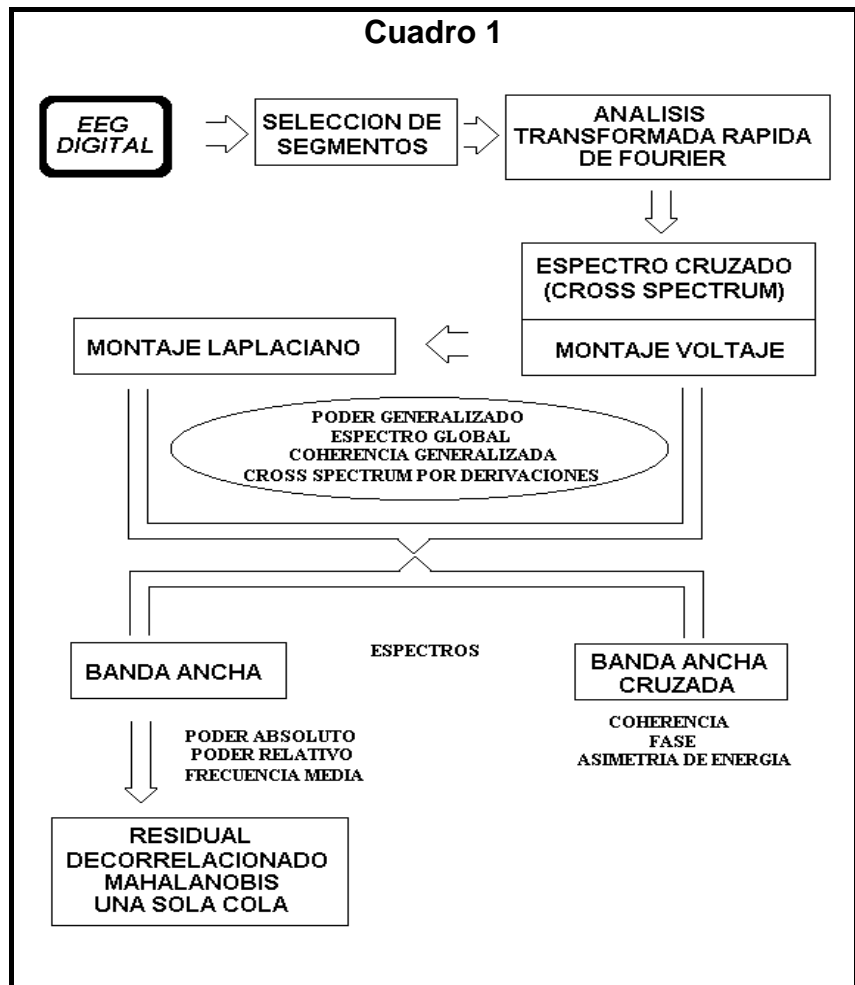 Cuadro 1
EEG
DIGITAL
SELECCION DE
SEGMENTOS
ANALISIS
TRANSFORMADA RAPIDA
DE FOURIER
ESPECTRO CRUZADO
(CROSS SPECTRUM)
MONTAJE LAPLACIANO
MONTAJE VOLTAJE
PODER GENERALIZADO
ESPECTRO GLOBAL
COHERENCIA GENERALIZADA
CROSS SPECTRUM POR DERIVACIONES
BANDA ANCHA
ESPECTROS
BANDA ANCHA
CRUZADA
PODER ABSOLUTO
PODER RELATIVO
FRECUENCIA MEDIA
COHERENCIA
FASE
ASIMETRIA DE ENERGIA
RESIDUAL
DECORRELACIONADO
MAHALANOBIS
UNA SOLA COLA